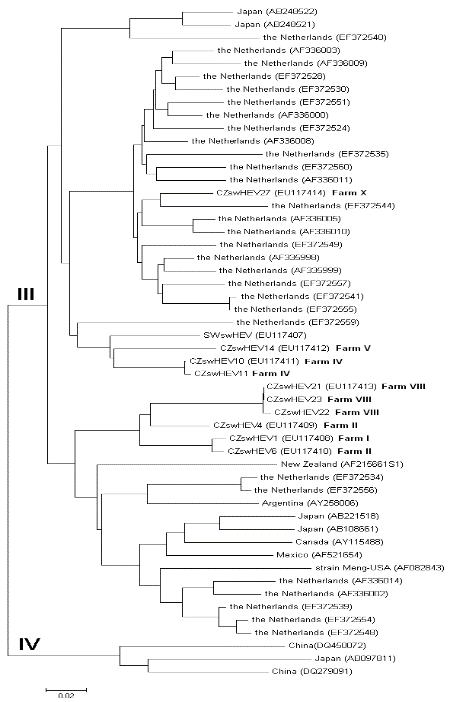 Japan (AB248522)
Japan (AB248521)
the Netherlands (EF372540)
the Netherlands (AF336003)
the Netherlands (AF336009)
the Netherlands (EF372528)
the Netherlands (EF372530)
the Netherlands (EF372551)
the Netherlands (AF336000)
the Netherlands (EF372524)
the Netherlands (AF336008)
the Netherlands (EF372535)
the Netherlands (EF372560)
the Netherlands (AF336011)
CZswHEV27 (EU117414) Farm X
the Netherlands (EF372544)
the Netherlands (AF336005)
the Netherlands (AF336010)
the Netherlands (EF372549)
the Netherlands (AF335998)
the Netherlands (AF335999)
the Netherlands (EF372557)
the Netherlands (EF372541)
III
the Netherlands (EF372555)
the Netherlands (EF372559)
SWswHEV (EU117407)
CZswHEV14 (EU117412) Farm V
CZswHEV10 (EU117411) Farm IV
CZswHEV11 Farm IV
CZswHEV21 (EU117413) Farm VIII
CZswHEV23 Farm VIII
CZswHEV22 Farm VIII
CZswHEV4 (EU117409) Farm II
CZswHEV1 (EU117408) Farm I
CZswHEV6 (EU117410) Farm II
New Zealand (AF215661S1)
the Netherlands (EF372534)
the Netherlands (EF372556)
Argentina (AY258006)
Japan (AB221518)
Japan (AB108661)
Canada (AY115488)
Mexico (AF521654)
strain Meng-USA (AF082843)
the Netherlands (AF336014)
the Netherlands (AF336002)
the Netherlands (EF372539)
the Netherlands (EF372554)
the Netherlands (EF372548)
IV
China(DQ450072)
Japan (AB097811)
China (DQ279091)
0.02